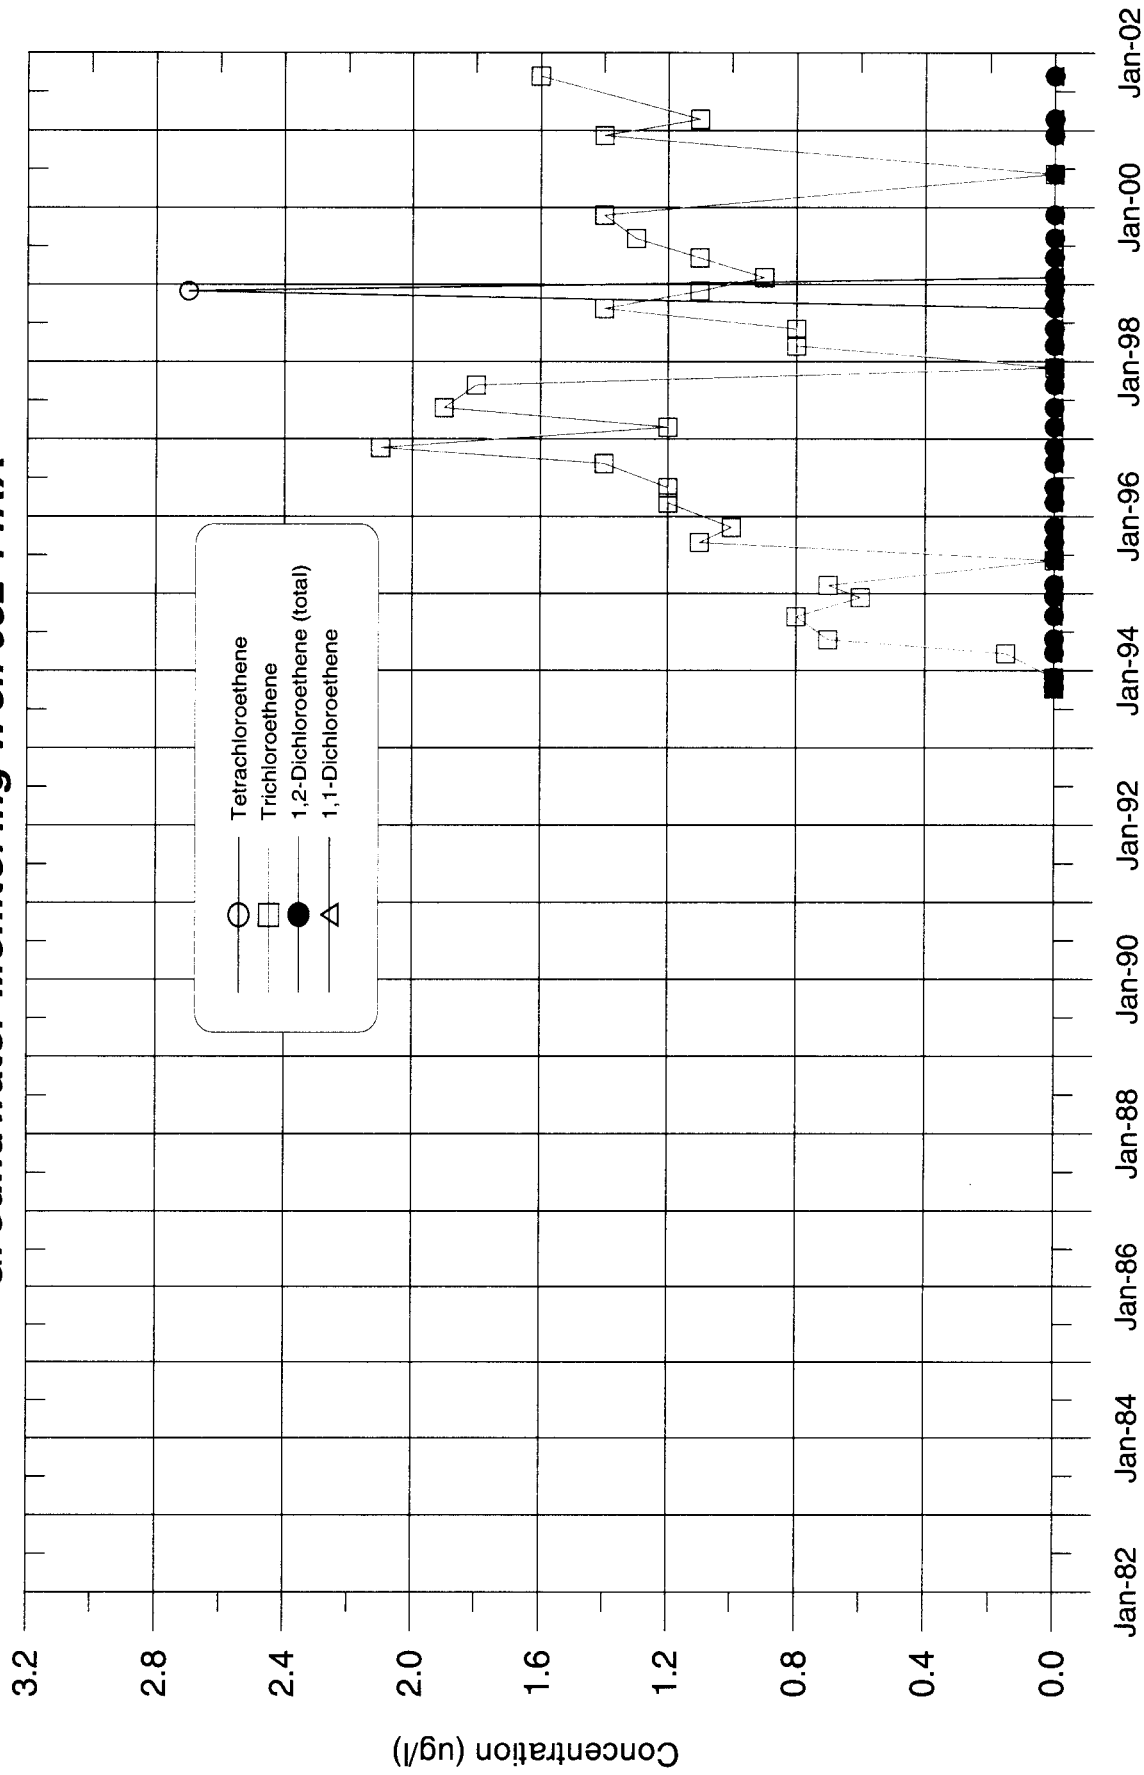 Concentration (ug/l)
3.2
2.8
2.4
2.0
1.6
1.2
0.8
0.4
0.0
Tetrachloroethene
Trichloroethene
1,2-Dichloroethene (total)
1,1-Dichloroethene
Jan-82
Jan-84
Jan-86
Jan-88
Jan-90
Jan-92
Jan-94
Jan-96
Jan-98
Jan-00
Jan-02